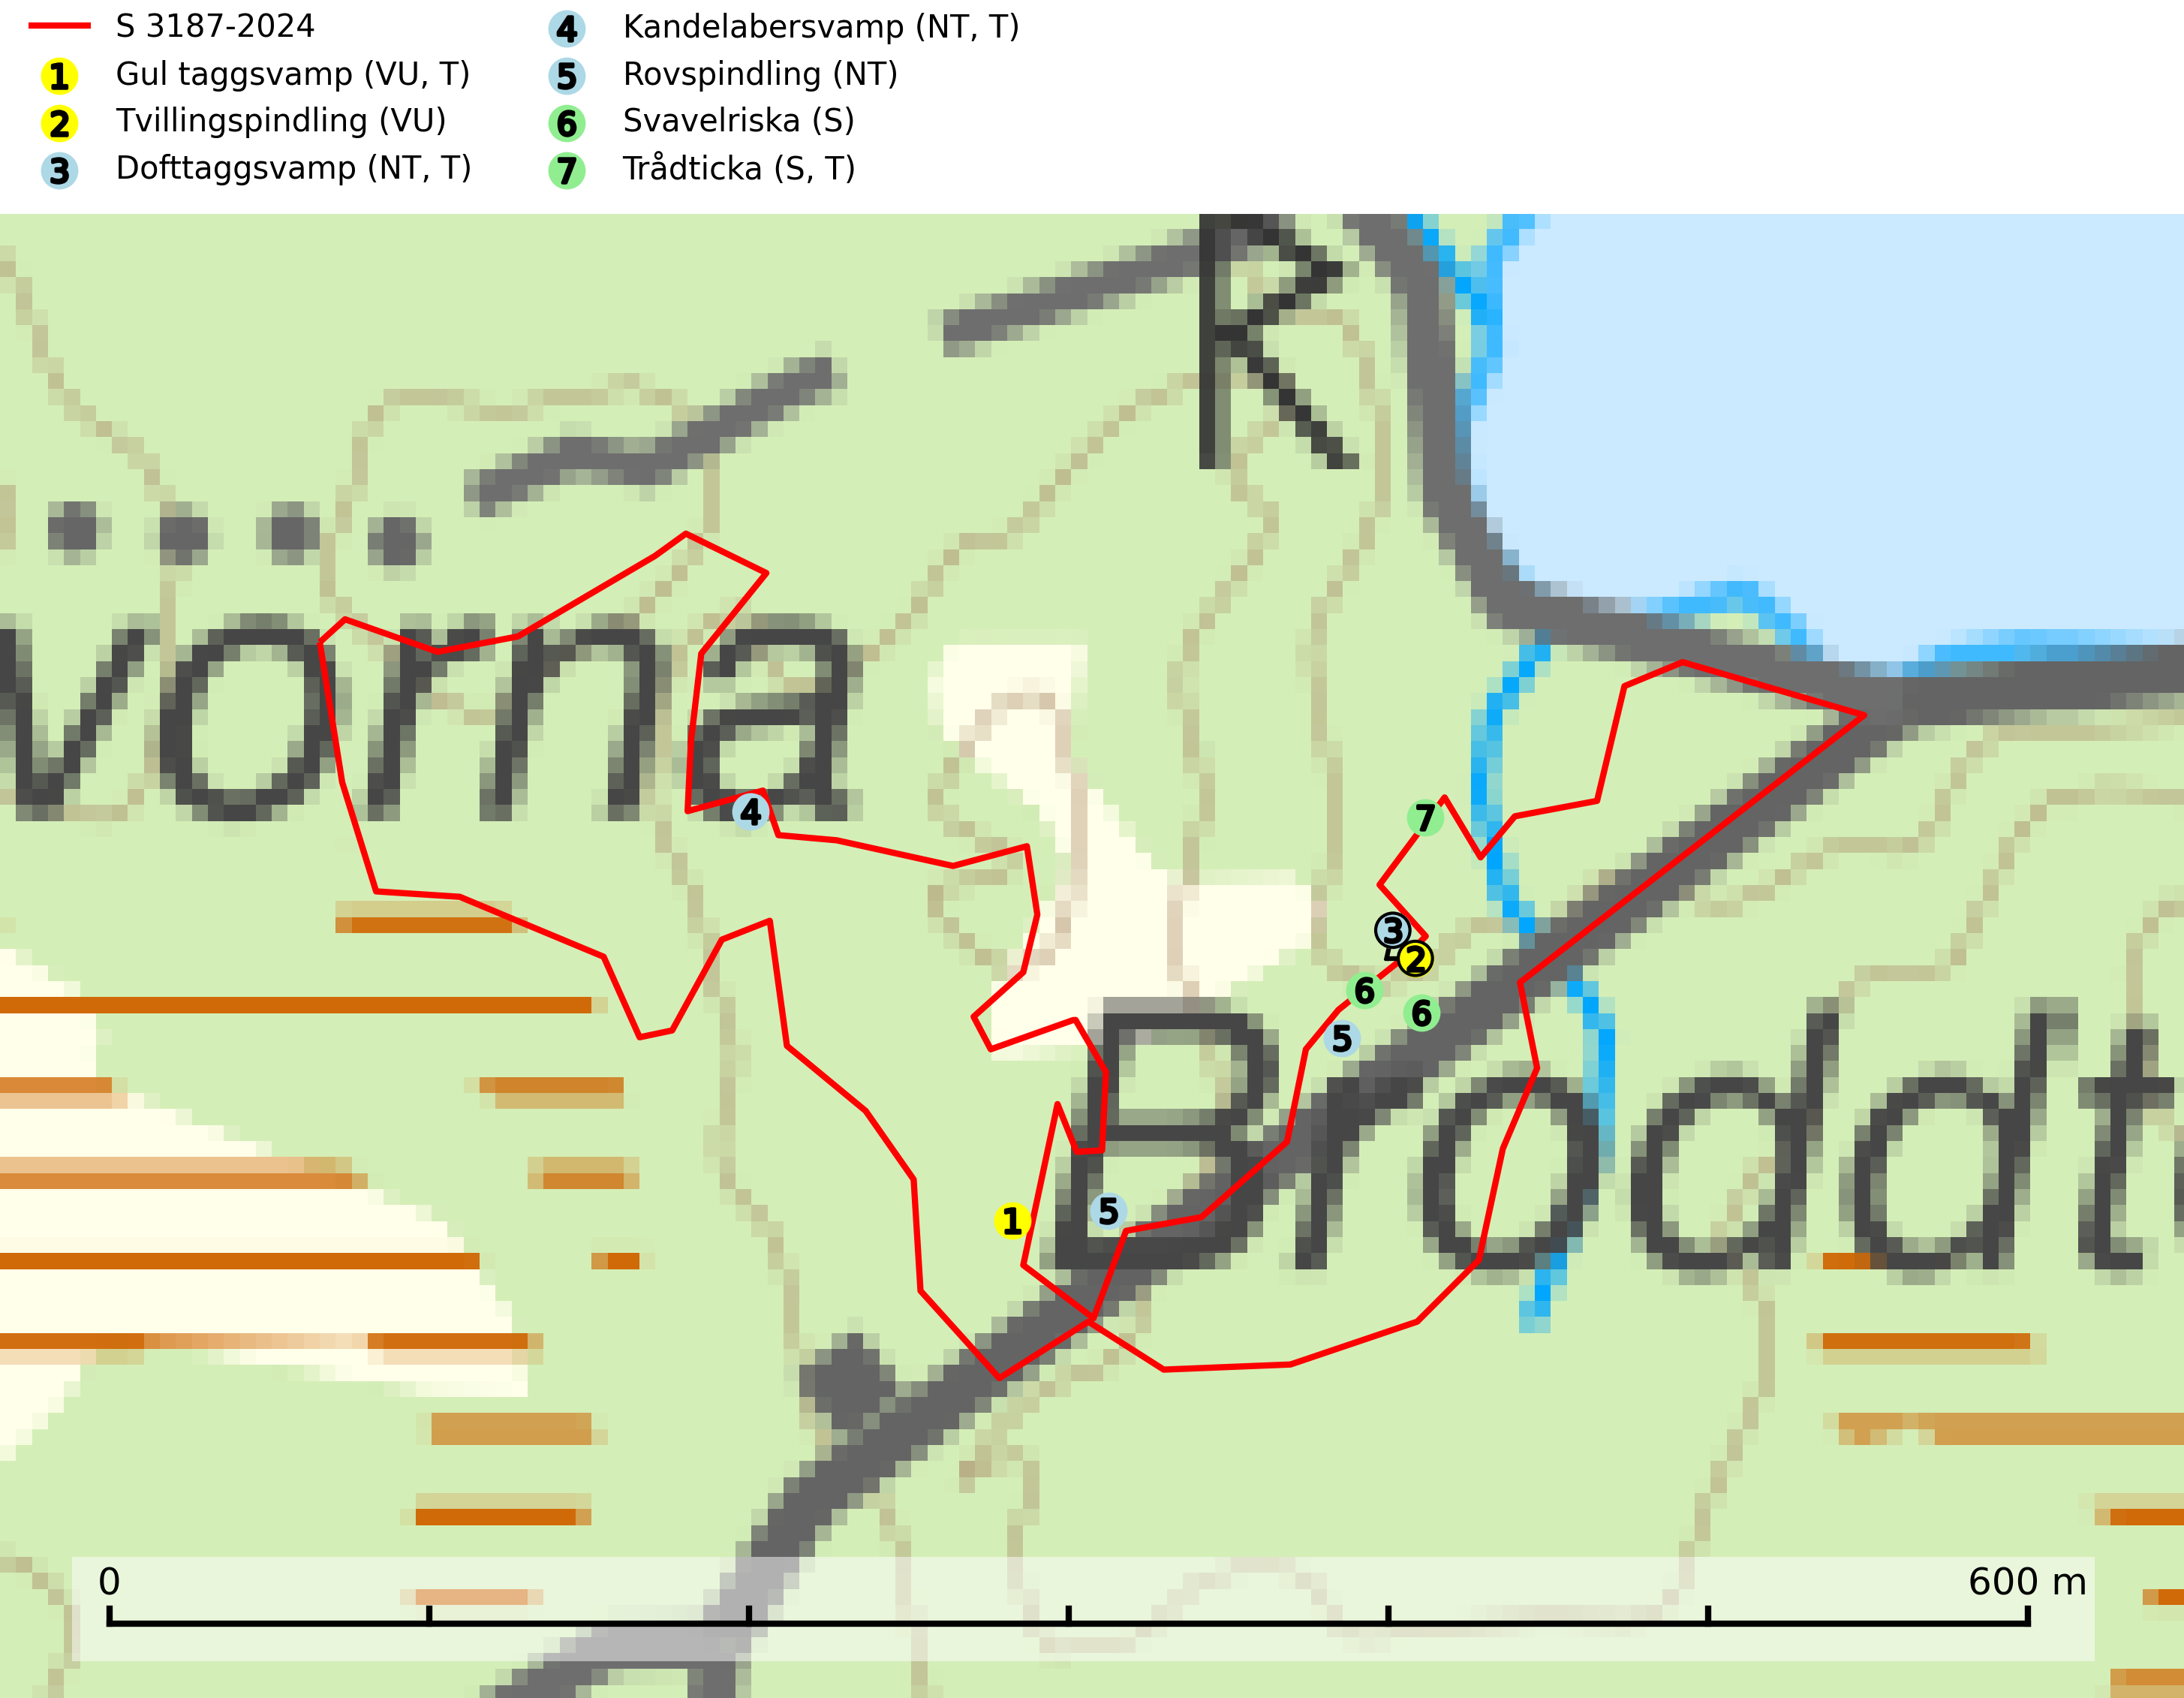 S 3187-2024
1 Gul taggsvamp (VU, T)
2 Tvillingspindling (VU)
3 Dofttaggsvamp (NT, T)
4 Kandelabersvamp (NT, T)
5 Rovspindling (NT)
6 Svavelriska (S)
7 Trådticka (S, T)
K
vorna
4
7
3
2
6
6
5
Broddt
5
1
0 600 m